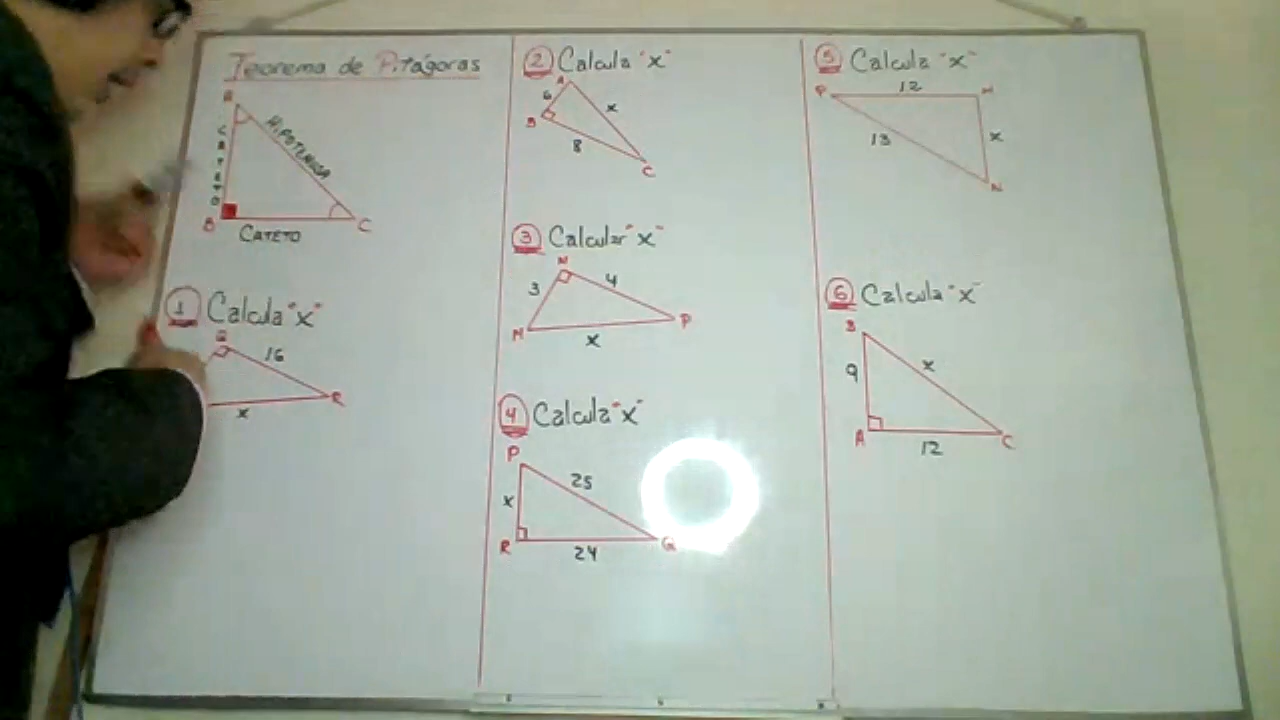 Teorema de Pitágoras
A
CATETO
HIPOTENUSA
B
C
CATETO
1 Calcula "x"
16
x
2 Calcula "x"
A
6
x
B
8
C
3 Calcular "x"
N
3
4
M
P
x
4 Calcula "x"
P
25
x
R
24
Q
5 Calcula "x"
P
12
M
13
x
N
6 Calcula "x"
B
9
x
A
12
C